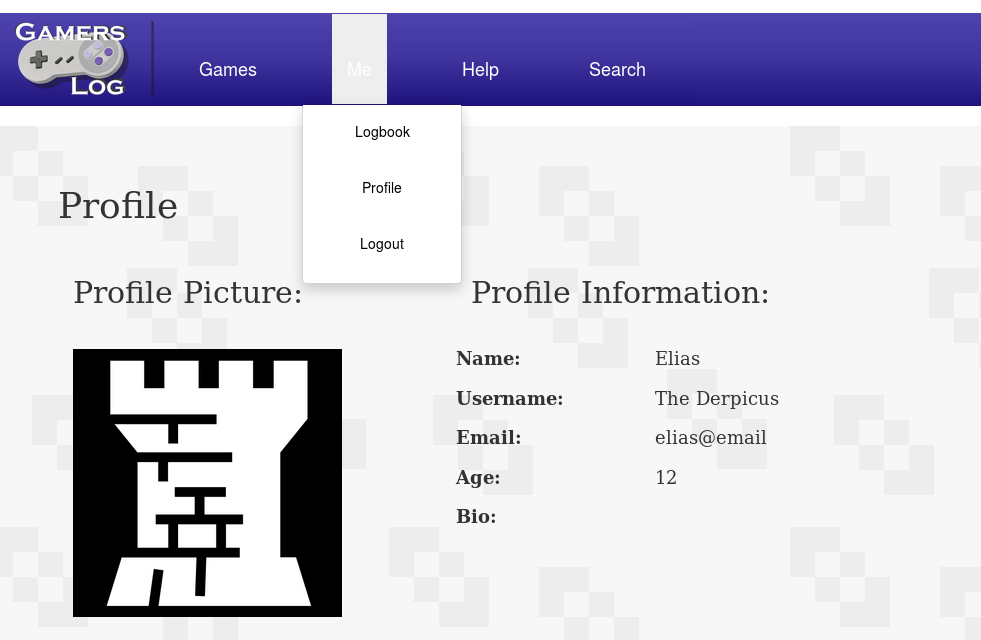 GAMERS
LOG
Games
Me
Help
Search
Logbook
Profile
Logout
Profile
Profile Picture:
Profile Information:
Name: Elias
Username: The Derpicus
Email: elias@email
Age: 12
Bio: